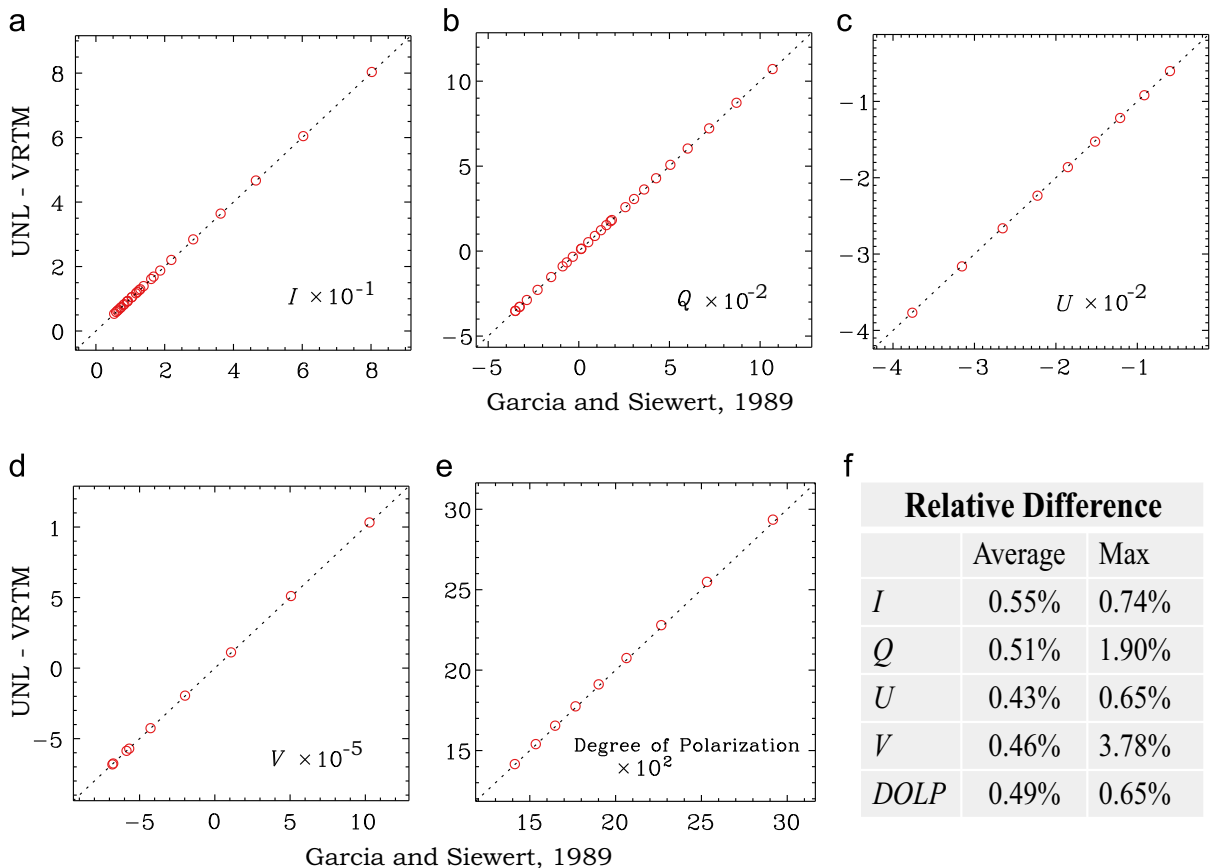 a
UNL - VRTM
8
6
4
2
0
0 2 4 6 8
I ×10⁻¹
b
10
5
0
−5
−5 0 5 10
Q ×10⁻²
c
−1
−2
−3
−4
−4 −3 −2 −1
U ×10⁻²
Garcia and Siewert, 1989
d
UNL - VRTM
1
5
0
−5
−5 0 5 10
V ×10⁻⁵
e
30
25
20
15
15 20 25 30
Degree of Polarization
×10²
Garcia and Siewert, 1989
f
Relative Difference
Average Max
I 0.55% 0.74%
Q 0.51% 1.90%
U 0.43% 0.65%
V 0.46% 3.78%
DOLP 0.49% 0.65%